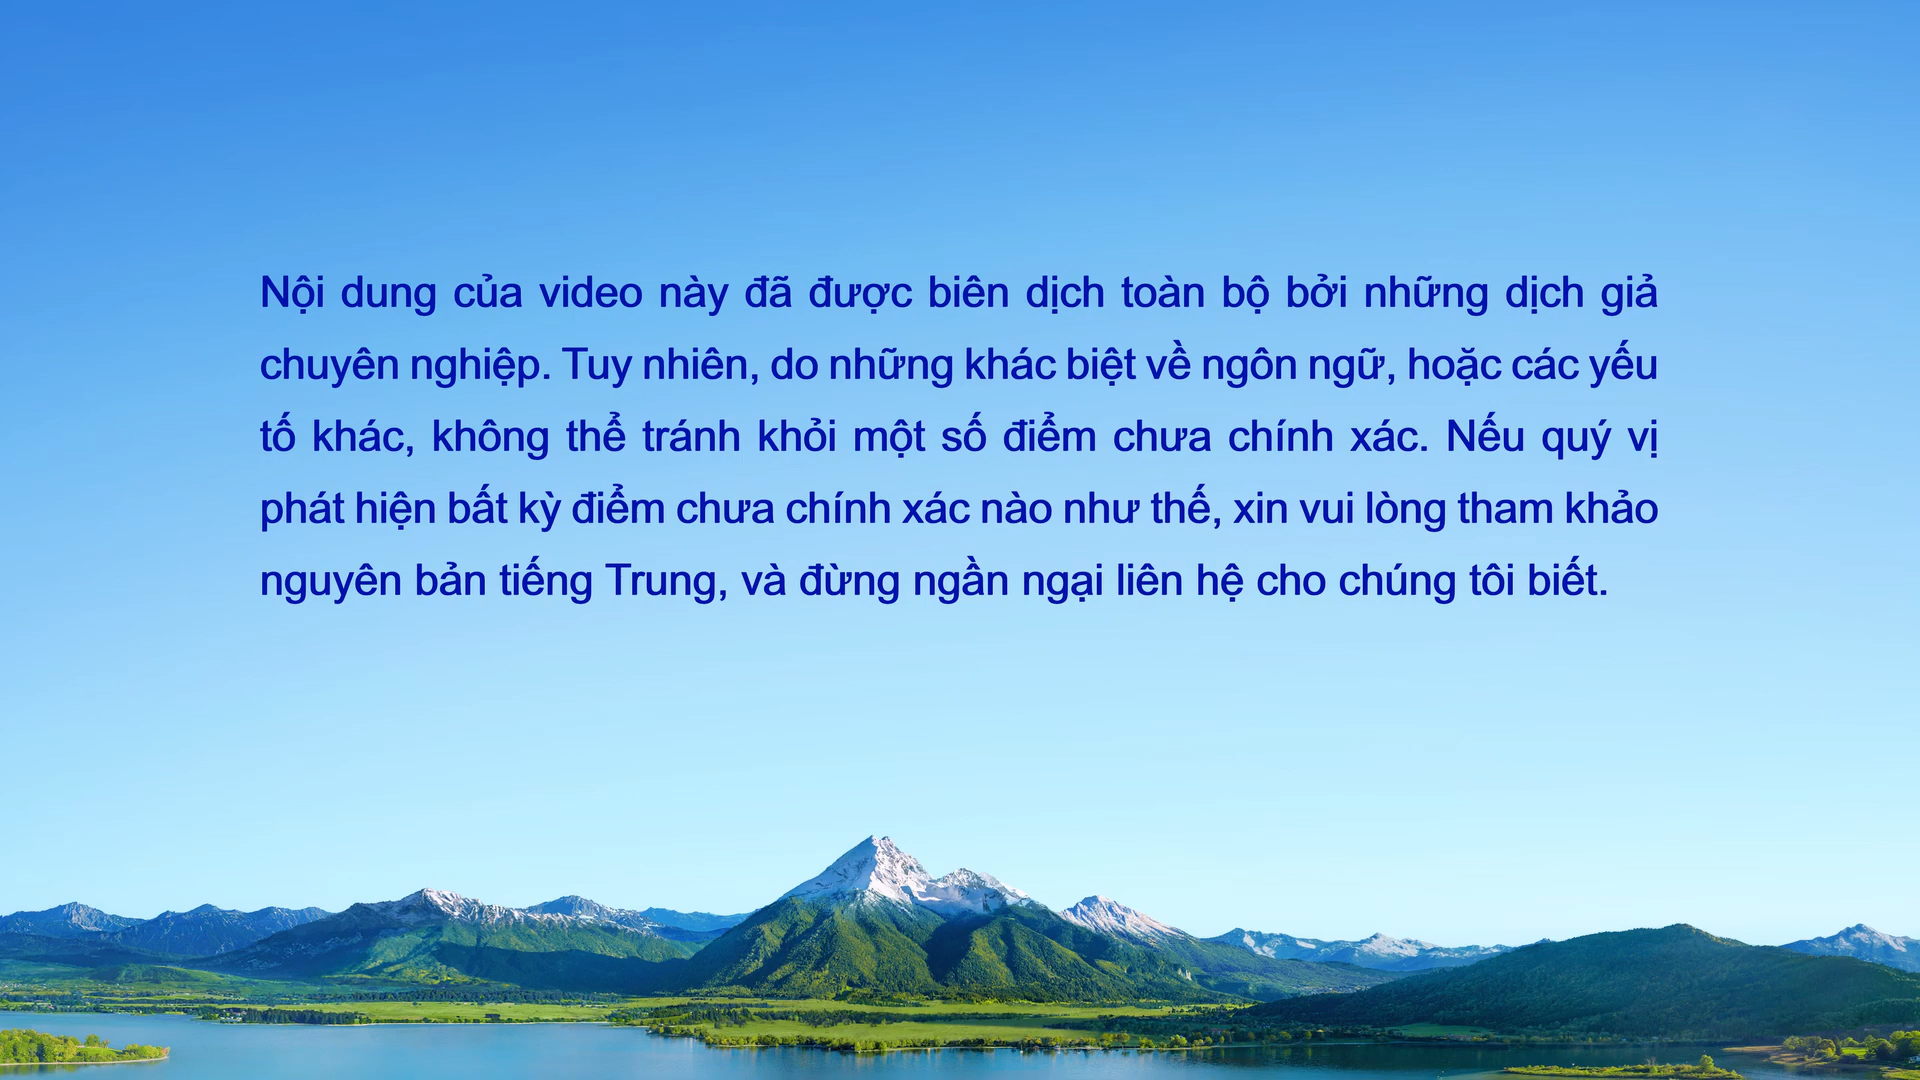 Nội dung của video này đã được biên dịch toàn bộ bởi những dịch giả
chuyên nghiệp. Tuy nhiên, do những khác biệt về ngôn ngữ, hoặc các yếu
tố khác, không thể tránh khỏi một số điểm chưa chính xác. Nếu quý vị
phát hiện bất kỳ điểm chưa chính xác nào như thế, xin vui lòng tham khảo
nguyên bản tiếng Trung, và đừng ngần ngại liên hệ cho chúng tôi biết.